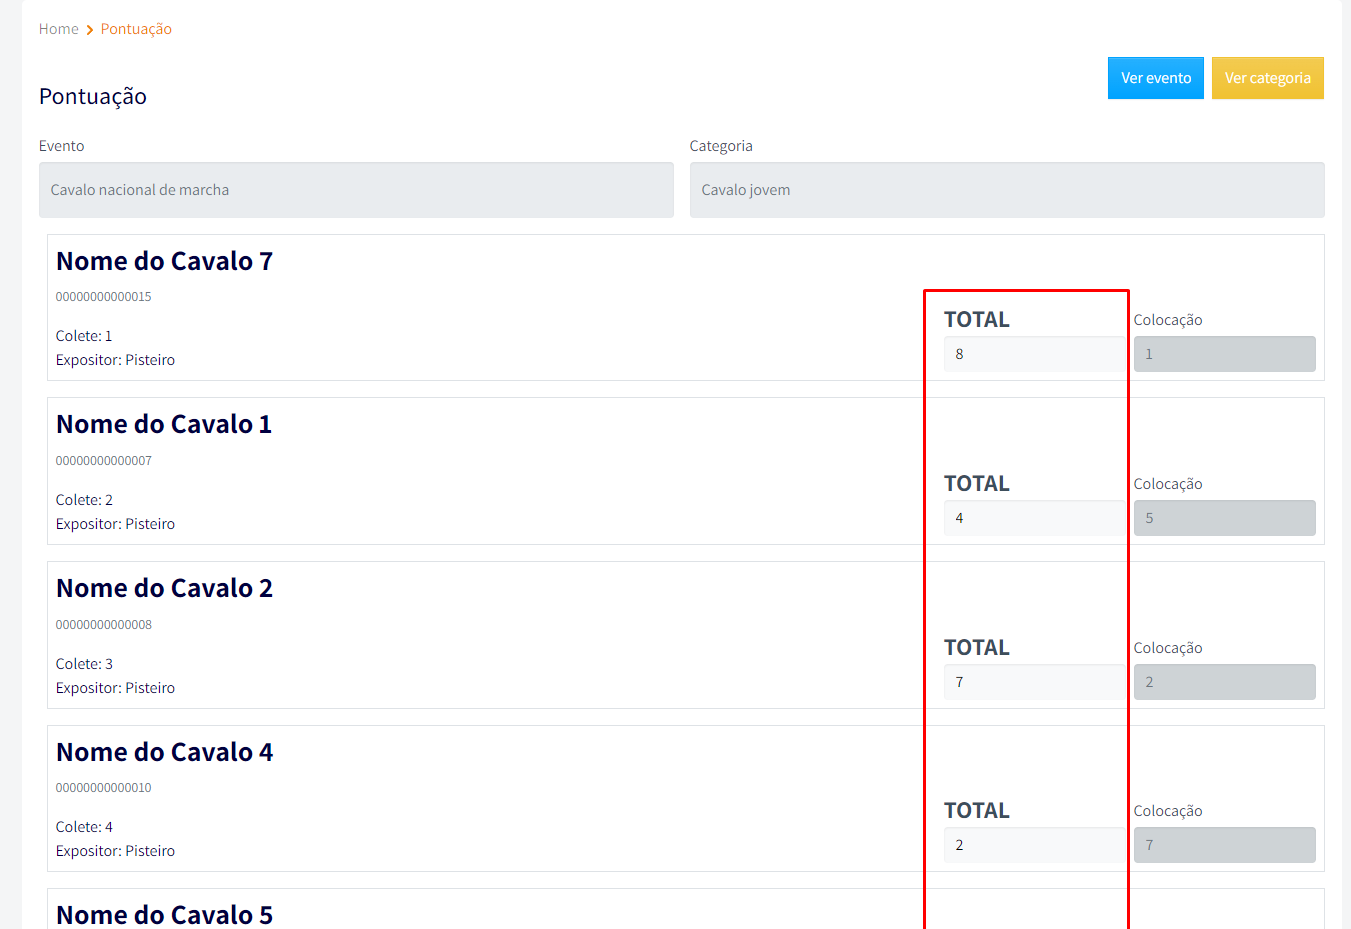 Home > Pontuação
Ver evento Ver categoria
Pontuação
Evento Categoria
Cavalo nacional de marcha Cavalo jovem
Nome do Cavalo 7
00000000000015
TOTAL Colocação
Colete: 1
8 1
Expositor: Pisteiro
Nome do Cavalo 1
00000000000007
TOTAL Colocação
Colete: 2
4 5
Expositor: Pisteiro
Nome do Cavalo 2
00000000000008
TOTAL Colocação
Colete: 3
7 2
Expositor: Pisteiro
Nome do Cavalo 4
00000000000010
TOTAL Colocação
Colete: 4
2 7
Expositor: Pisteiro
Nome do Cavalo 5